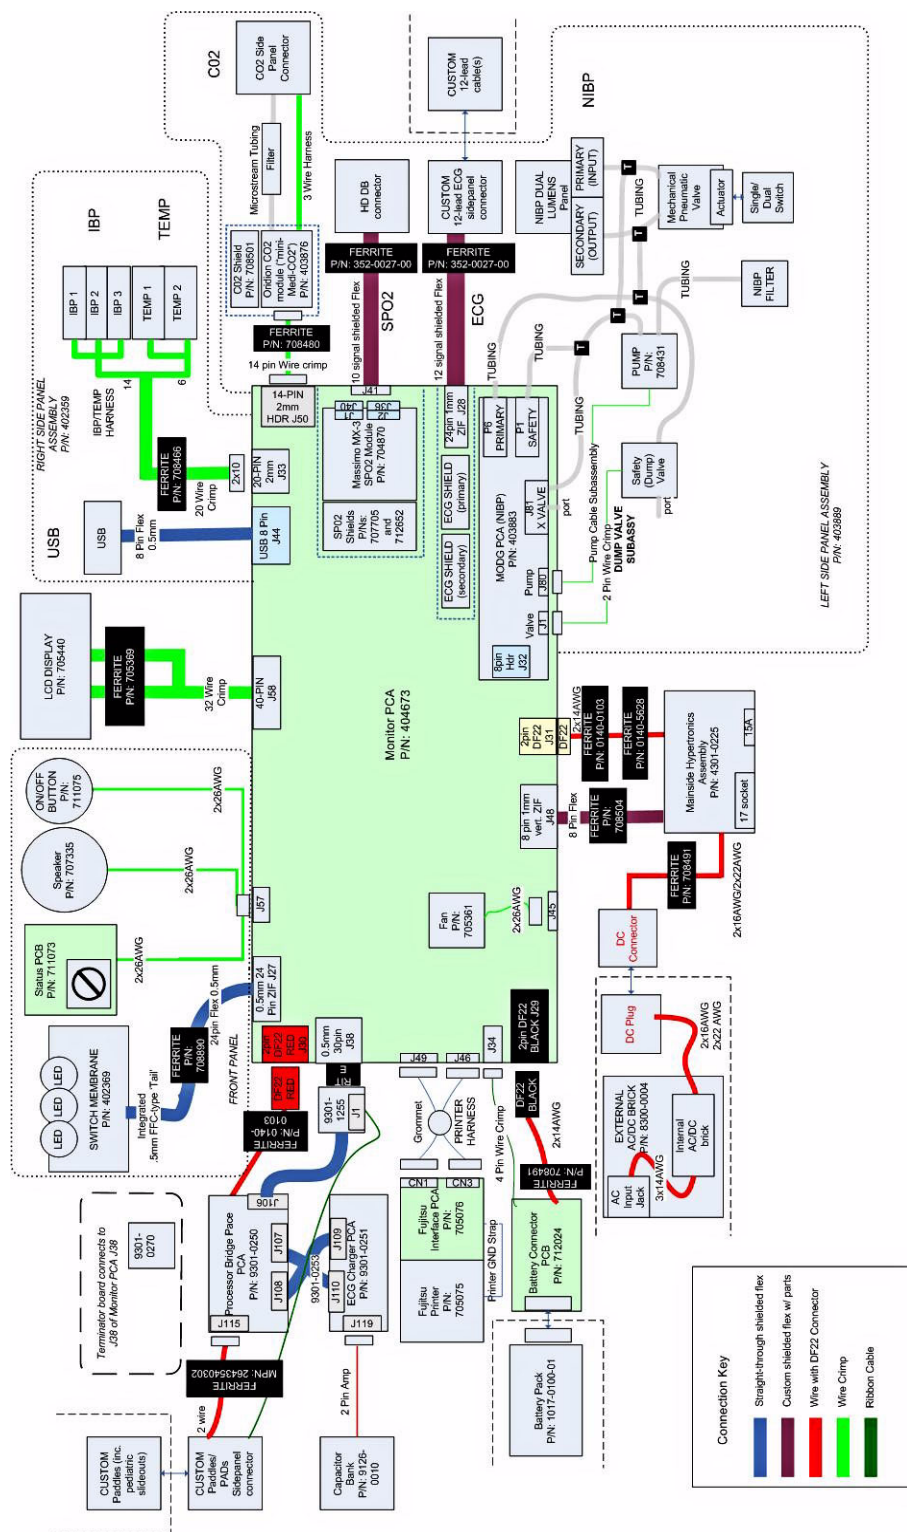 C02
CO2 Side
Panel
Connector
CUSTOM
12-lead
cable(s)
NIBP
Microstream Tubing
Filter
3 Wire Harness
IBP
TEMP
IBP 1
IBP 2
IBP 3
TEMP 1
TEMP 2
14
6
IBP/TEMP
HARNESS
RIGHT SIDE PANEL
ASSEMBLY
P/N: 402359
C02 Shield
P/N: 708501
Oridion CO2
module ("mini-
Medi-CO2")
P/N: 403876
FERRITE
P/N: 708480
14 pin Wire crimp
14-PIN
2mm
HDR J50
HD DB
connector
FERRITE
P/N: 352-0027-00
10 signal shielded Flex
SPO2
J41
CUSTOM
12-lead ECG
sidepanel
connector
FERRITE
P/N: 352-0027-00
12 signal shielded Flex
ECG
24pin 1mm
ZIF J28
NIBP DUAL
LUMENS
Panel
PRIMARY
(INPUT)
SECONDARY
(OUTPUT)
TUBING
T
T
T
T
T
Mechanical
Pneumatic
Valve
Actuator
Single/
Dual
Switch
NIBP
FILTER
TUBING
TUBING
TUBING
TUBING
PUMP
P/N:
708431
Safety
(Dump)
Valve
port
port
Pump Cable Subassembly
2 Pin Wire Crimp
DUMP VALVE
SUBASSY
LEFT SIDE PANEL ASSEMBLY
P/N: 403889
USB
USB
8 Pin Flex
0.5mm
FERRITE
P/N: 708466
20 Wire
Crimp
2x10
20-PIN
2mm
J33
USB 8 Pin
J44
J40
J1
J36
J2
Massimo MX-3
SPO2 Module
P/N: 704870
SP02
Shields
P/Ns:
707705
and
712652
ECG SHIELD
(primary)
ECG SHIELD
(secondary)
P6
PRIMARY
P1
SAFETY
J81
X VALVE
MODG PCA (NIBP)
P/N: 403883
Pump
J80
Valve
J1
8pin
Hdr
J32
LCD DISPLAY
P/N: 705440
FERRITE
P/N: 705369
32 Wire
Crimp
40-PIN
J58
Monitor PCA
P/N: 404673
2pin
DF22
J31
DF22
2x14AWG
FERRITE
P/N: 0140-0103
FERRITE
P/N: 0140-5628
Mainside Hypertronics
Assembly
P/N: 4301-0225
15A
17 socket
8 pin 1mm
vert. ZIF
J48
8 Pin Flex
FERRITE
P/N:
708504
FERRITE
P/N: 708491
2x16AWG/2x22AWG
DC
Connector
DC Plug
2x16AWG
2x22 AWG
EXTERNAL
AC/DC BRICK
P/N: 8300-0004
AC
Input
Jack
3x14AWG
Internal
AC/DC
brick
ON/OFF
BUTTON
P/N:
711075
2x26AWG
Speaker
P/N: 707335
2x26AWG
Status PCB
P/N: 711073
2x26AWG
J57
Fan
P/N:
705361
2x26AWG
J45
SWITCH MEMBRANE
P/N: 402369
LED
LED
LED
Integrated
.5mm FFC-type 'Tail'
FERRITE
P/N:
708890
24pin Flex 0.5mm
0.5mm 24
Pin ZIF J27
FRONT PANEL
2pin
DF22
RED
J30
DF22
RED
FERRITE
P/N: 0140-
0103
0.5mm
30pin
J38
9301-
1255
J1
J49
J46
J34
2pin DF22
BLACK J29
DF22
BLACK
2x14AWG
FERRITE
P/N: 708491
Grommet
PRINTER
HARNESS
4 Pin Wire Crimp
CN1
CN3
Fujitsu
Interface PCA
P/N:
705076
Fujitsu
Printer
P/N:
705075
Printer GND Strap
Battery Connector
PCB
P/N: 712024
Battery Pack
P/N: 1017-0100-01
Terminator board connects to
J38 of Monitor PCA J38
9301-
0270
Processor Bridge Pace
PCA
P/N: 9301-0250
J106
J107
J108
J115
9301-0253
J109
J110
J119
ECG Charger PCA
P/N: 9301-0251
FERRITE
MPN: 2643540302
2 wire
2 Pin Amp
CUSTOM
Paddles (inc.
pediatric
slideouts)
CUSTOM
Paddles/
PADs
Sidepanel
connector
Capacitor
Bank
P/N: 9126-
0010
Connection Key
Straight-through shielded flex
Custom shielded flex w/ parts
Wire with DF22 Connector
Wire Crimp
Ribbon Cable